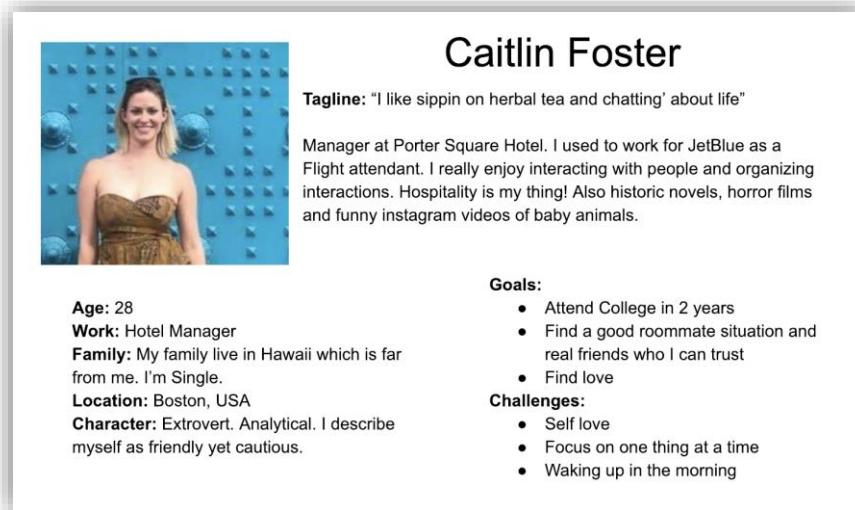 Caitlin Foster
Tagline: “I like sippin on herbal tea and chatting’ about life”
Manager at Porter Square Hotel. I used to work for JetBlue as a
Flight attendant. I really enjoy interacting with people and organizing
interactions. Hospitality is my thing! Also historic novels, horror films
and funny instagram videos of baby animals.
Age: 28
Work: Hotel Manager
Family: My family live in Hawaii which is far
from me. I’m Single.
Location: Boston, USA
Character: Extrovert. Analytical. I describe
myself as friendly yet cautious.
Goals:
● Attend College in 2 years
● Find a good roommate situation and
real friends who I can trust
● Find love
Challenges:
● Self love
● Focus on one thing at a time
● Waking up in the morning